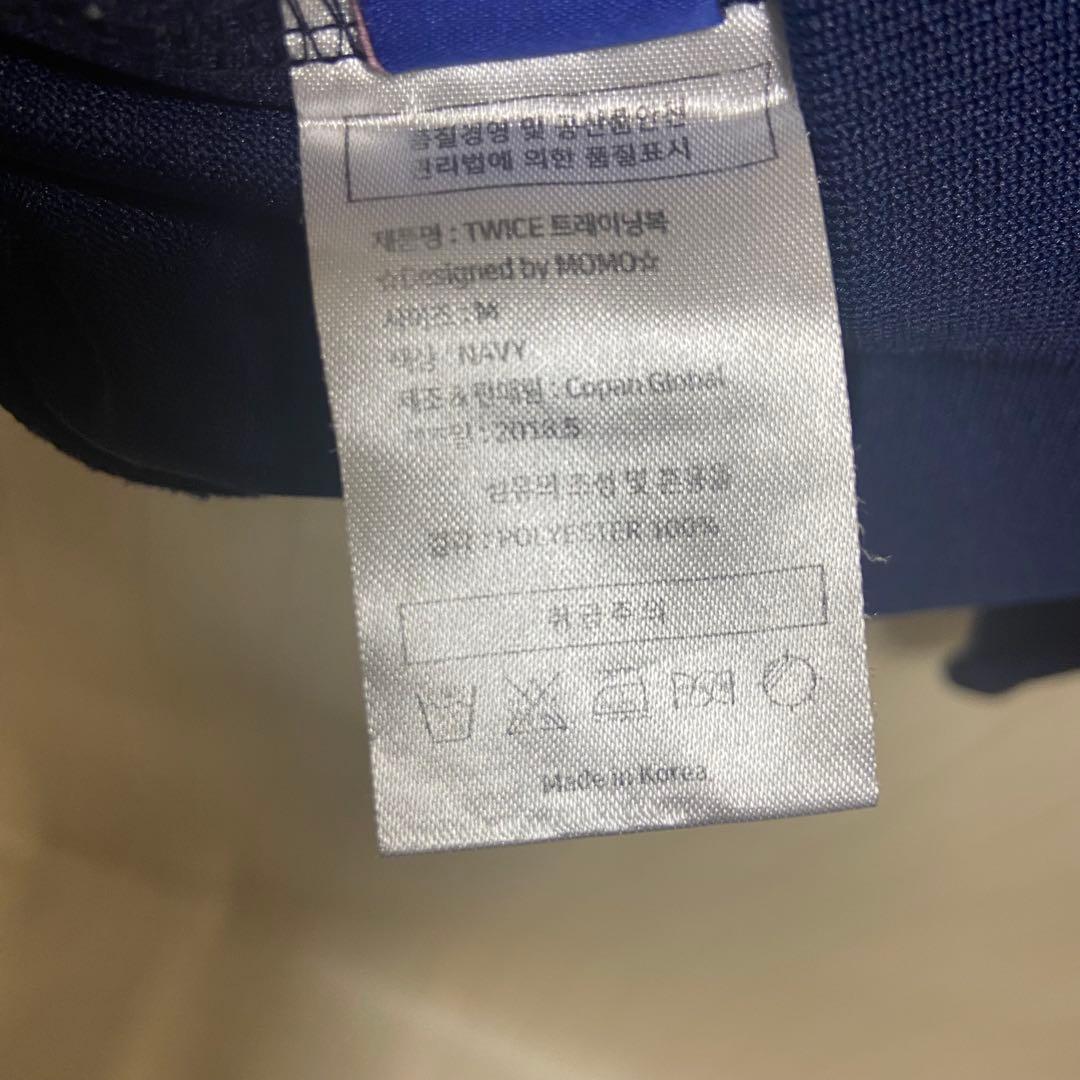 품질경영 및 공산품안전
관리법에 의한 품질표시
제품명 : TWICE 트레이닝복
☆Designed by MOMO☆
사이즈 : M
색상 : NAVY
제조&판매원 : Copan Global
제조일 : 2018.5
섬유의 조성 및 혼용율
겉감 : POLYESTER 100%
취급주의
Made in Korea